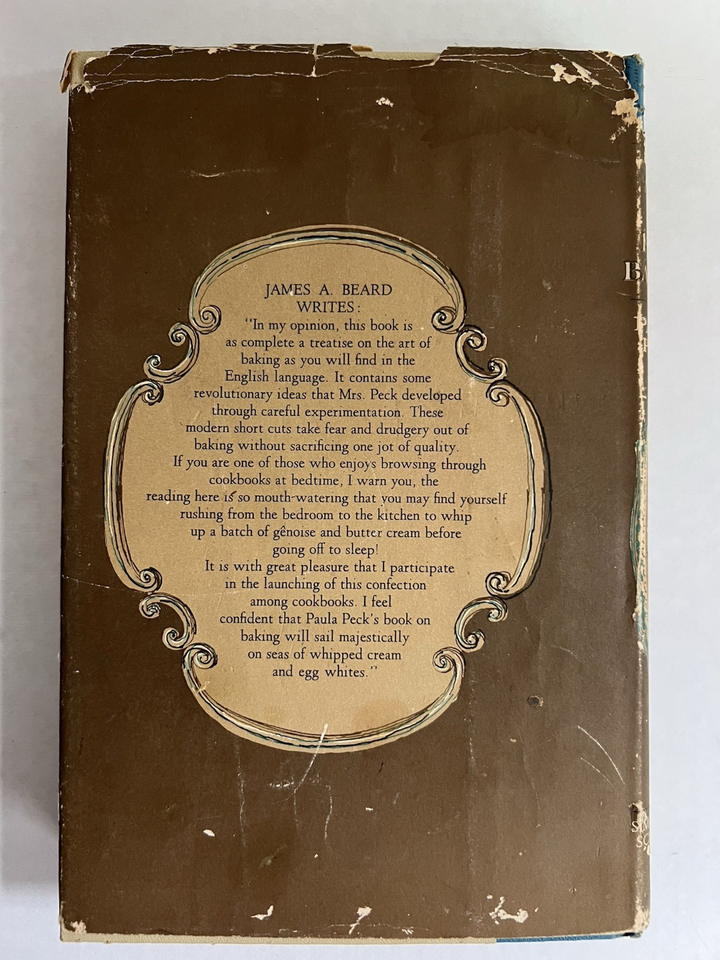 JAMES A. BEARD
WRITES:
"In my opinion, this book is
as complete a treatise on the art of
baking as you will find in the
English language. It contains some
revolutionary ideas that Mrs. Peck developed
through careful experimentation. These
modern short cuts take fear and drudgery out of
baking without sacrificing one jot of quality.
If you are one of those who enjoys browsing through
cookbooks at bedtime, I warn you, the
reading here is so mouth-watering that you may find yourself
rushing from the bedroom to the kitchen to whip
up a batch of gênoise and butter cream before
going off to sleep!
It is with great pleasure that I participate
in the launching of this confection
among cookbooks. I feel
confident that Paula Peck's book on
baking will sail majestically
on seas of whipped cream
and egg whites."